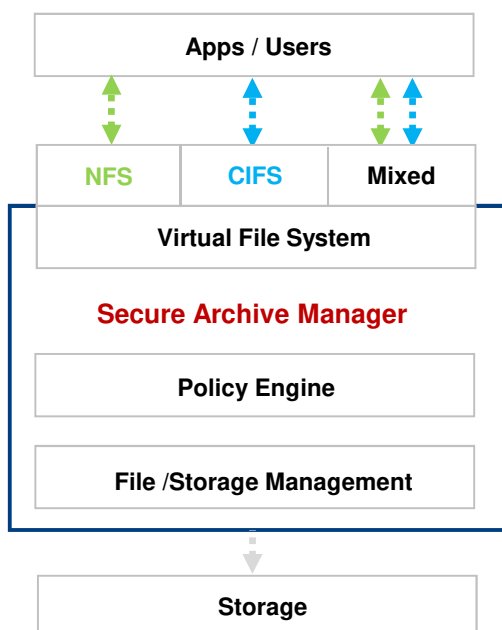 Apps / Users
NFS
CIFS
Mixed
Virtual File System
Secure Archive Manager
Policy Engine
File /Storage Management
Storage